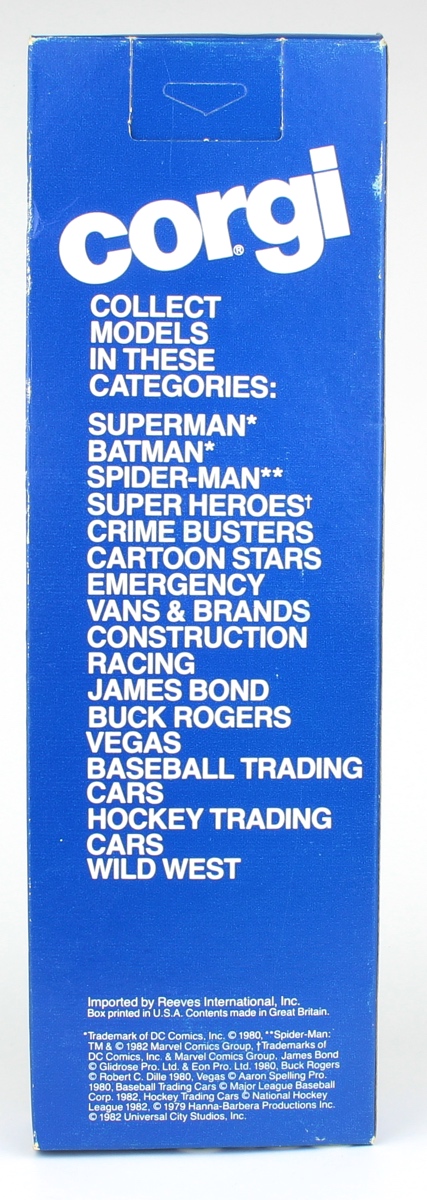 corgi®
COLLECT
MODELS
IN THESE
CATEGORIES:
SUPERMAN*
BATMAN*
SPIDER-MAN**
SUPER HEROES†
CRIME BUSTERS
CARTOON STARS
EMERGENCY
VANS & BRANDS
CONSTRUCTION
RACING
JAMES BOND
BUCK ROGERS
VEGAS
BASEBALL TRADING
CARS
HOCKEY TRADING
CARS
WILD WEST
Imported by Reeves International, Inc.
Box printed in U.S.A. Contents made in Great Britain.
*Trademark of DC Comics, Inc. © 1980, **Spider-Man:
TM & © 1982 Marvel Comics Group, †Trademarks of
DC Comics, Inc. & Marvel Comics Group, James Bond
© Glidrose Pro. Ltd. & Eon Pro. Ltd. 1980, Buck Rogers
© Robert C. Dille 1980, Vegas © Aaron Spelling Pro.
1980, Baseball Trading Cars © Major League Baseball
Corp. 1982, Hockey Trading Cars © National Hockey
League 1982, © 1979 Hanna-Barbera Productions Inc.
© 1982 Universal City Studios, Inc.